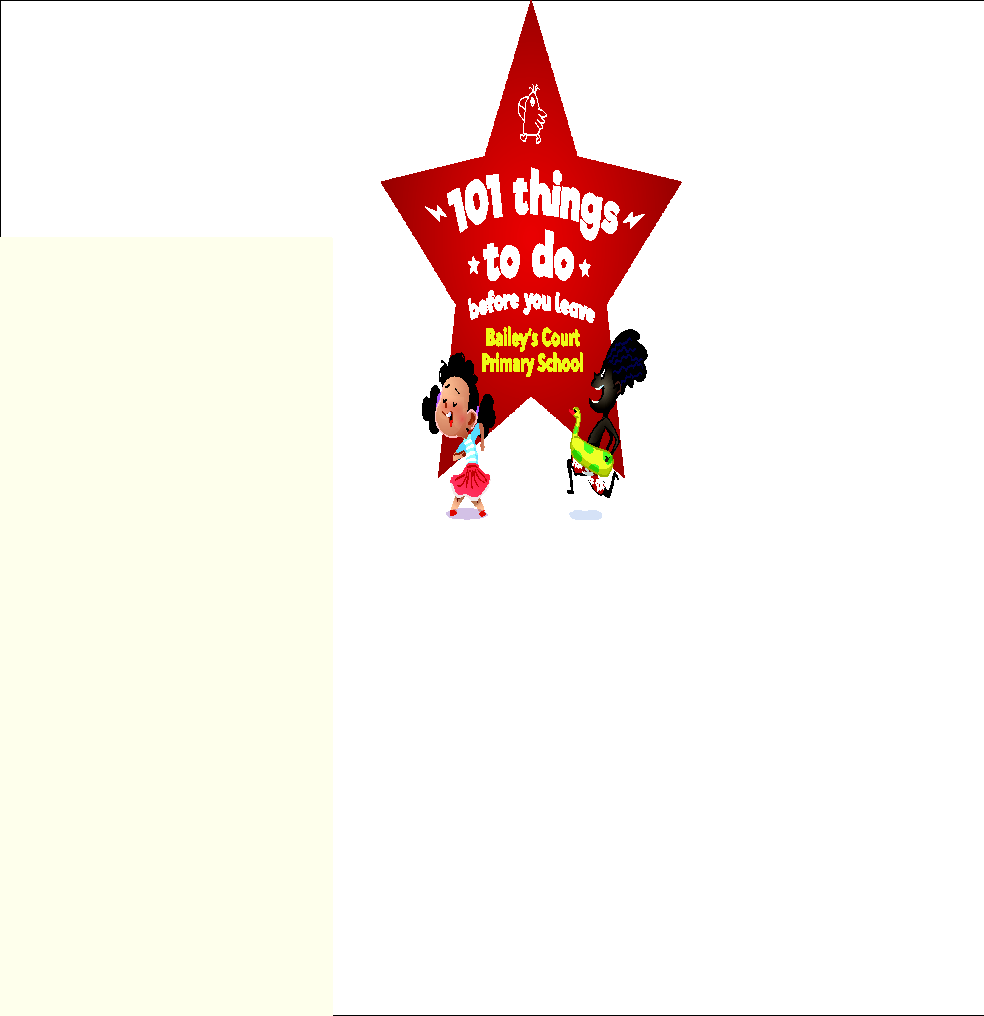 101 things
to do
before you leave
Bailey's Court
Primary School